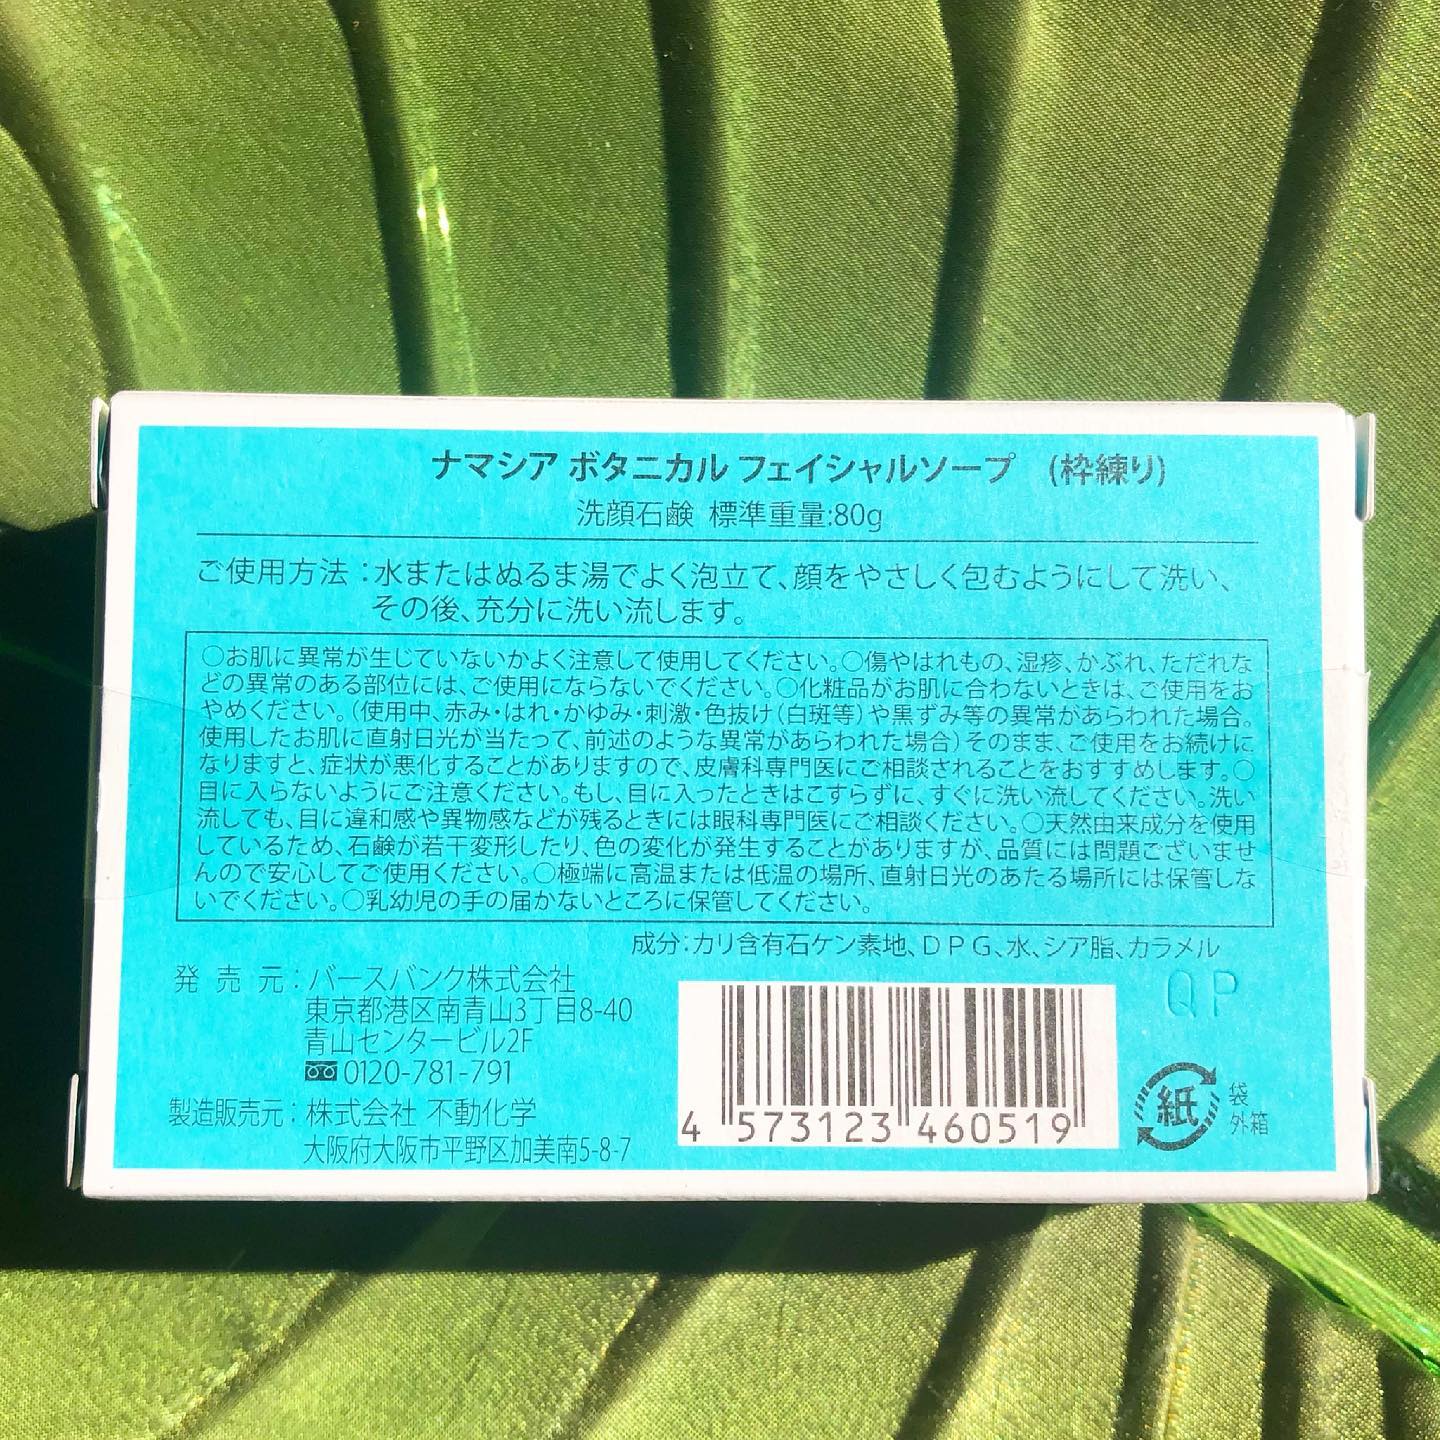 ナマシア ボタニカル フェイシャルソープ　(枠練り)
洗顔石鹸 標準重量:80g
ご使用方法：水またはぬるま湯でよく泡立て、顔をやさしく包むようにして洗い、
その後、充分に洗い流します。
○お肌に異常が生じていないかよく注意して使用してください。○傷やはれもの、湿疹、かぶれ、ただれな
どの異常のある部位には、ご使用にならないでください。○化粧品がお肌に合わないときは、ご使用をお
やめください。（使用中、赤み・はれ・かゆみ・刺激・色抜け（白斑等）や黒ずみ等の異常があらわれた場合。
使用したお肌に直射日光が当たって、前述のような異常があらわれた場合）そのまま、ご使用をお続けに
なりますと、症状が悪化することがありますので、皮膚科専門医にご相談されることをおすすめします。○
目に入らないようにご注意ください。もし、目に入ったときはこすらずに、すぐに洗い流してください。洗い
流しても、目に違和感や異物感などが残るときには眼科専門医にご相談ください。○天然由来成分を使用
しているため、石鹸が若干変形したり、色の変化が発生することがありますが、品質には問題ございませ
んので安心してご使用ください。○極端に高温または低温の場所、直射日光のあたる場所には保管しな
いでください。○乳幼児の手の届かないところに保管してください。
成分：カリ含有石ケン素地、ＤＰＧ、水、シア脂、カラメル
発 売 元：バースバンク株式会社
東京都港区南青山3丁目8-40
青山センタービル2F
0120-781-791
製造販売元：株式会社 不動化学
大阪府大阪市平野区加美南5-8-7
4 573123 460519
QP
紙
袋
外箱